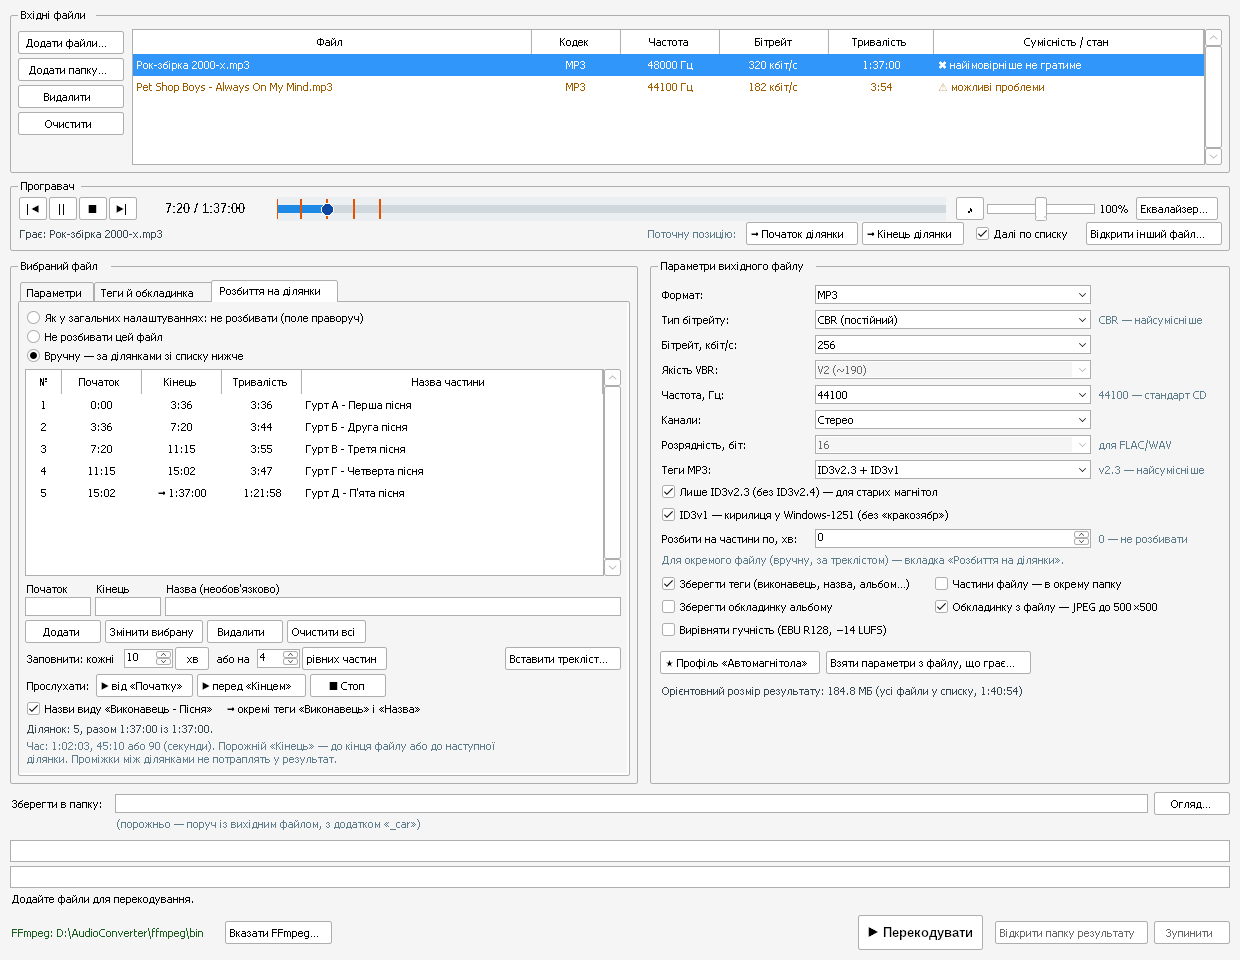 Вхідні файли
Додати файли...
Додати папку...
Видалити
Очистити
Файл Кодек Частота Бітрейт Тривалість Сумісність / стан
Рок-збірка 2000-х.mp3 MP3 48000 Гц 320 кбіт/с 1:37:00 ✖ найімовірніше не гратиме
Pet Shop Boys - Always On My Mind.mp3 MP3 44100 Гц 182 кбіт/с 3:54 ⚠ можливі проблеми
Програвач
7:20 / 1:37:00
100%
Еквалайзер...
Грає: Рок-збірка 2000-х.mp3
Поточну позицію:
→ Початок ділянки
→ Кінець ділянки
Далі по списку
Відкрити інший файл...
Вибраний файл
Параметри
Теги й обкладинка
Розбиття на ділянки
Як у загальних налаштуваннях: не розбивати (поле праворуч)
Не розбивати цей файл
Вручну — за ділянками зі списку нижче
№ Початок Кінець Тривалість Назва частини
1 0:00 3:36 3:36 Гурт А - Перша пісня
2 3:36 7:20 3:44 Гурт Б - Друга пісня
3 7:20 11:15 3:55 Гурт В - Третя пісня
4 11:15 15:02 3:47 Гурт Г - Четверта пісня
5 15:02 → 1:37:00 1:21:58 Гурт Д - П'ята пісня
Початок Кінець Назва (необов'язково)
Додати
Змінити вибрану
Видалити
Очистити всі
Заповнити: кожні 10 хв або на 4 рівних частин
Вставити трекліст...
Прослухати: ▶ від «Початку» ▶ перед «Кінцем» ■ Стоп
Назви виду «Виконавець - Пісня» → окремі теги «Виконавець» і «Назва»
Ділянок: 5, разом 1:37:00 із 1:37:00.
Час: 1:02:03, 45:10 або 90 (секунди). Порожній «Кінець» — до кінця файлу або до наступної
ділянки. Проміжки між ділянками не потраплять у результат.
Параметри вихідного файлу
Формат: MP3
Тип бітрейту: CBR (постійний) CBR — найсумісніше
Бітрейт, кбіт/с: 256
Якість VBR: V2 (~190)
Частота, Гц: 44100 44100 — стандарт CD
Канали: Стерео
Розрядність, біт: 16 для FLAC/WAV
Теги MP3: ID3v2.3 + ID3v1 v2.3 — найсумісніше
Лише ID3v2.3 (без ID3v2.4) — для старих магнітол
ID3v1 — кирилиця у Windows-1251 (без «кракозябр»)
Розбити на частини по, хв: 0 0 — не розбивати
Для окремого файлу (вручну, за треклістом) — вкладка «Розбиття на ділянки».
Зберегти теги (виконавець, назва, альбом...)
Частини файлу — в окрему папку
Зберегти обкладинку альбому
Обкладинку з файлу — JPEG до 500×500
Вирівняти гучність (EBU R128, −14 LUFS)
★ Профіль «Автомагнітола»
Взяти параметри з файлу, що грає...
Орієнтовний розмір результату: 184.8 МБ (усі файли у списку, 1:40:54)
Зберегти в папку:
Огляд...
(порожньо — поруч із вихідним файлом, з додатком «_car»)
Додайте файли для перекодування.
FFmpeg: D:\AudioConverter\ffmpeg\bin
Вказати FFmpeg...
▶ Перекодувати
Відкрити папку результату
Зупинити